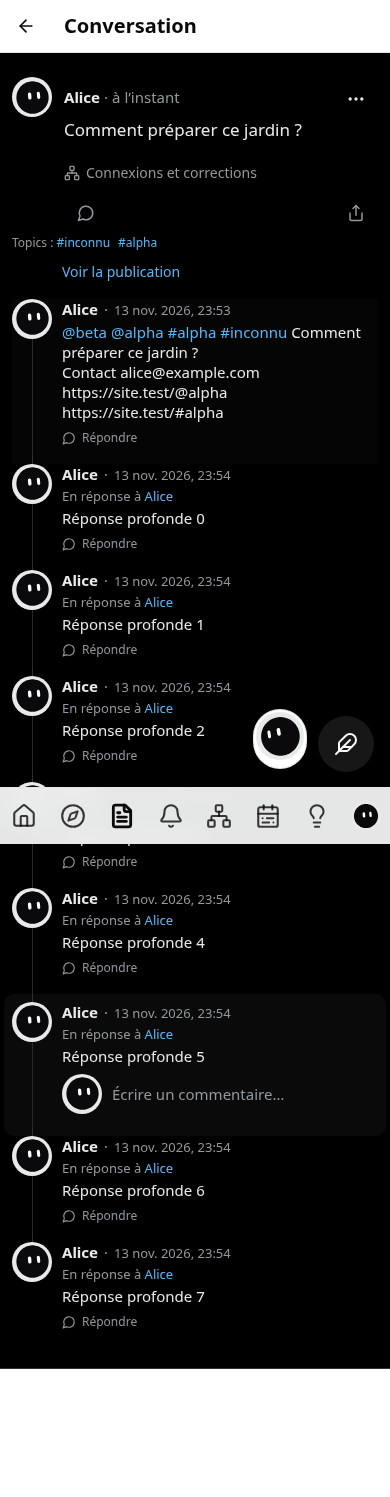 Conversation
Alice · à l’instant
Comment préparer ce jardin ?
Connexions et corrections
Topics : #inconnu #alpha
Voir la publication
Alice · 13 nov. 2026, 23:53
@beta @alpha #alpha #inconnu Comment
préparer ce jardin ?
Contact alice@example.com
https://site.test/@alpha
https://site.test/#alpha
Répondre
Alice · 13 nov. 2026, 23:54
En réponse à Alice
Réponse profonde 0
Répondre
Alice · 13 nov. 2026, 23:54
En réponse à Alice
Réponse profonde 1
Répondre
Alice · 13 nov. 2026, 23:54
En réponse à Alice
Réponse profonde 2
Répondre
Répondre
Alice · 13 nov. 2026, 23:54
En réponse à Alice
Réponse profonde 4
Répondre
Alice · 13 nov. 2026, 23:54
En réponse à Alice
Réponse profonde 5
Écrire un commentaire...
Alice · 13 nov. 2026, 23:54
En réponse à Alice
Réponse profonde 6
Répondre
Alice · 13 nov. 2026, 23:54
En réponse à Alice
Réponse profonde 7
Répondre